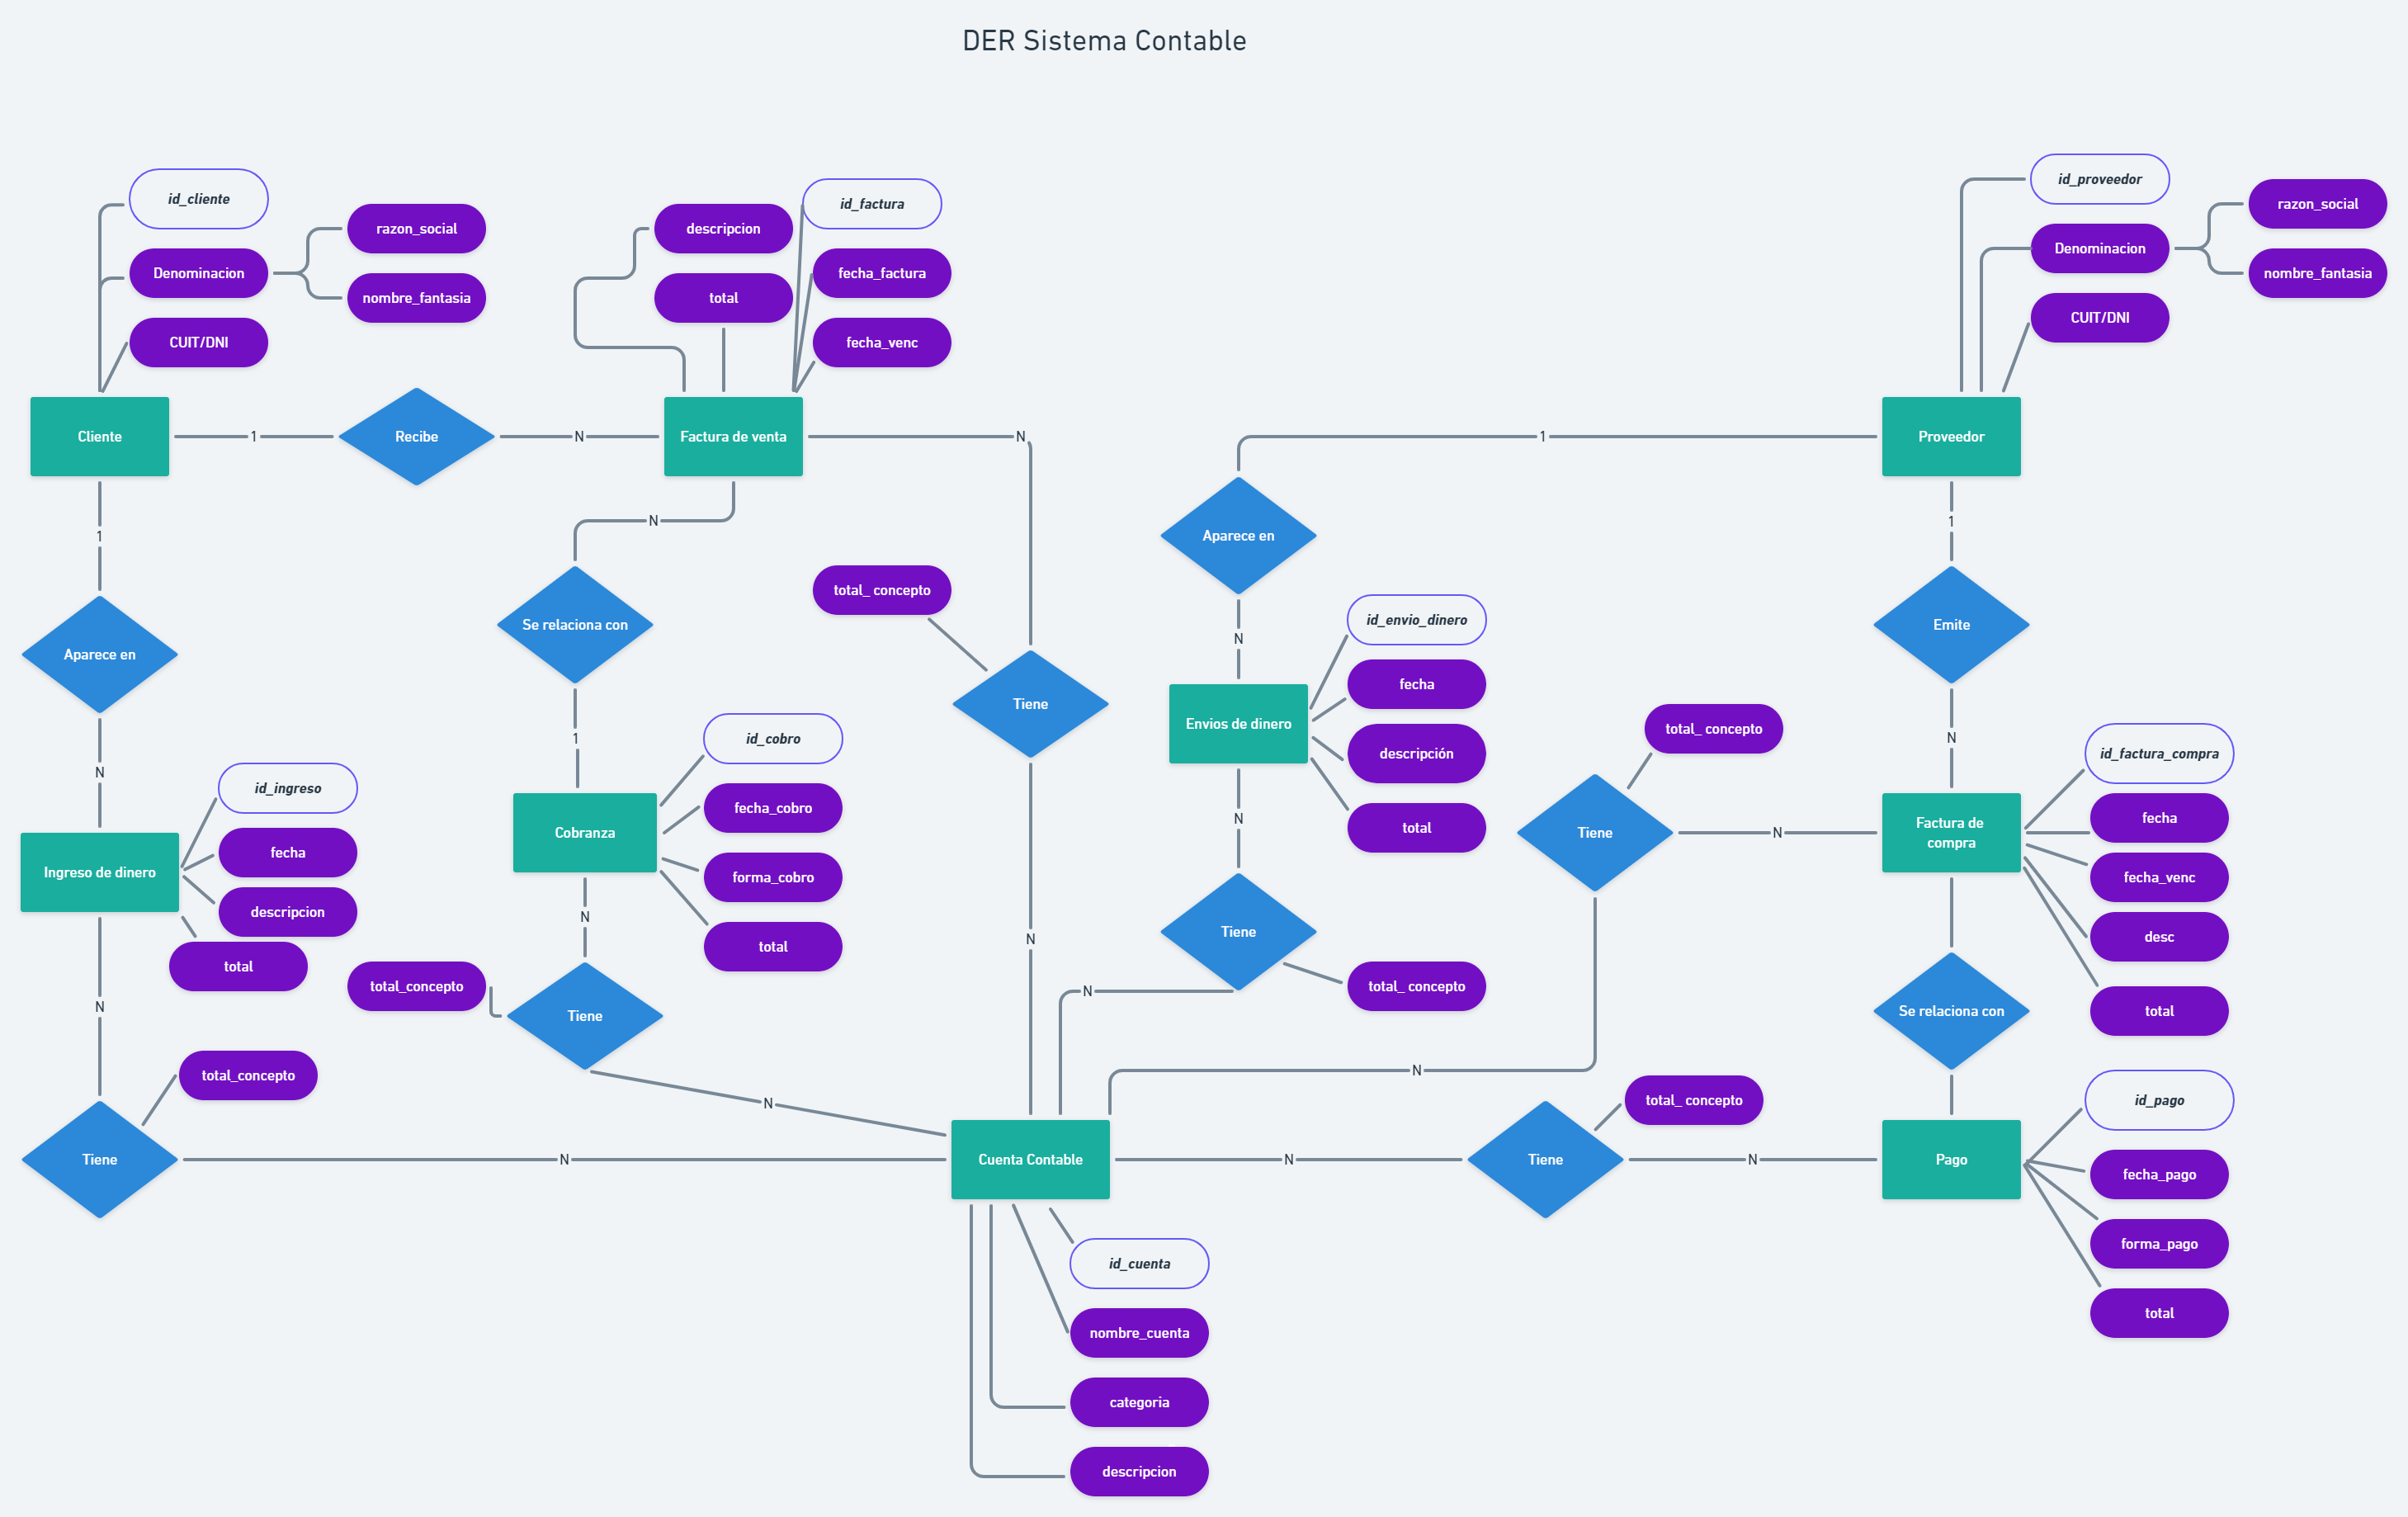 DER Sistema Contable
id_cliente
Denominacion
CUIT/DNI
razon_social
nombre_fantasia
descripcion
total
id_factura
fecha_factura
fecha_venc
id_proveedor
Denominacion
CUIT/DNI
razon_social
nombre_fantasia
Cliente
1
Recibe
N
Factura de venta
N
1
Proveedor
1
N
Aparece en
1
Aparece en
Se relaciona con
total_ concepto
Emite
N
id_envio_dinero
fecha
descripción
total
Envios de dinero
Tiene
N
1
id_cobro
fecha_cobro
forma_cobro
total
Cobranza
N
id_ingreso
fecha
descripcion
total
Ingreso de dinero
total_ concepto
Tiene
N
N
id_factura_compra
fecha
fecha_venc
desc
total
Factura de
compra
N
N
N
Tiene
total_ concepto
N
total_concepto
Tiene
N
Se relaciona con
total_concepto
Tiene
N
N
N
N
Cuenta Contable
N
Tiene
total_ concepto
N
Pago
id_pago
fecha_pago
forma_pago
total
id_cuenta
nombre_cuenta
categoria
descripcion